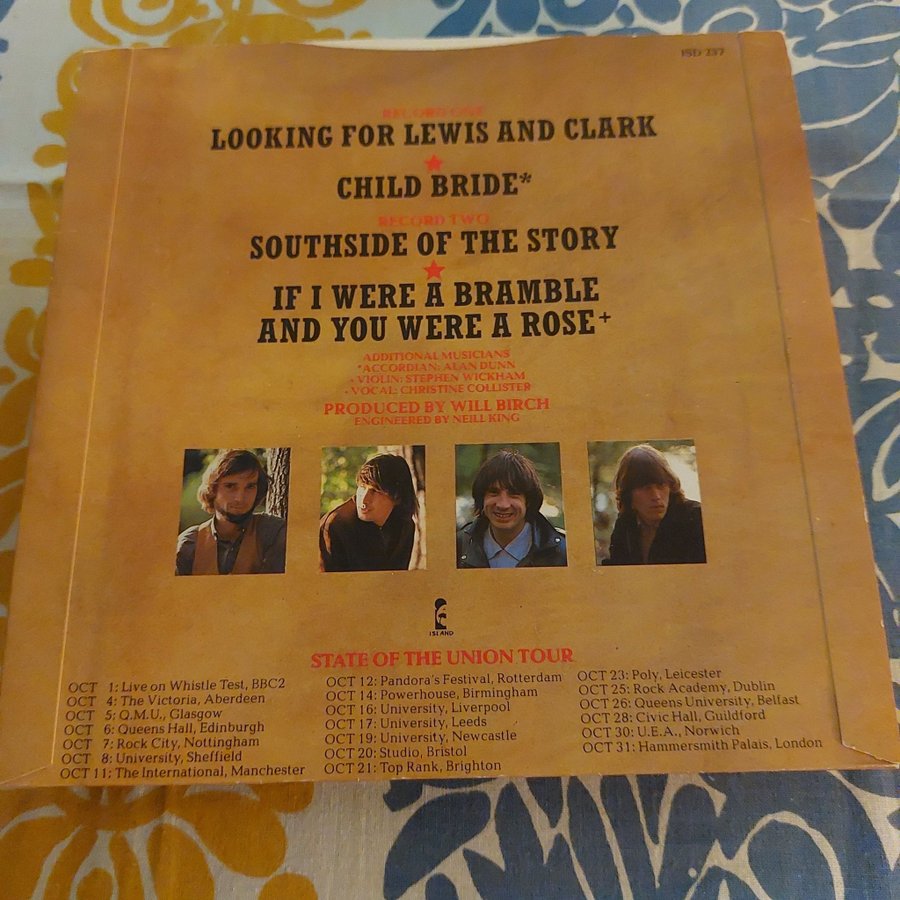 ISD 257
RECORD ONE
LOOKING FOR LEWIS AND CLARK
CHILD BRIDE*
RECORD TWO
SOUTHSIDE OF THE STORY
IF I WERE A BRAMBLE
AND YOU WERE A ROSE+
ADDITIONAL MUSICIANS
*ACCORDIAN: ALAN DUNN
+ VIOLIN: STEPHEN WICKHAM
+ VOCAL: CHRISTINE COLLISTER
PRODUCED BY WILL BIRCH
ENGINEERED BY NEILL KING
ISLAND
STATE OF THE UNION TOUR
OCT 1: Live on Whistle Test, BBC2
OCT 4: The Victoria, Aberdeen
OCT 5: Q.M.U., Glasgow
OCT 6: Queens Hall, Edinburgh
OCT 7: Rock City, Nottingham
OCT 8: University, Sheffield
OCT 11: The International, Manchester
OCT 12: Pandora's Festival, Rotterdam
OCT 14: Powerhouse, Birmingham
OCT 16: University, Liverpool
OCT 17: University, Leeds
OCT 19: University, Newcastle
OCT 20: Studio, Bristol
OCT 21: Top Rank, Brighton
OCT 23: Poly, Leicester
OCT 25: Rock Academy, Dublin
OCT 26: Queens University, Belfast
OCT 28: Civic Hall, Guildford
OCT 30: U.E.A., Norwich
OCT 31: Hammersmith Palais, London